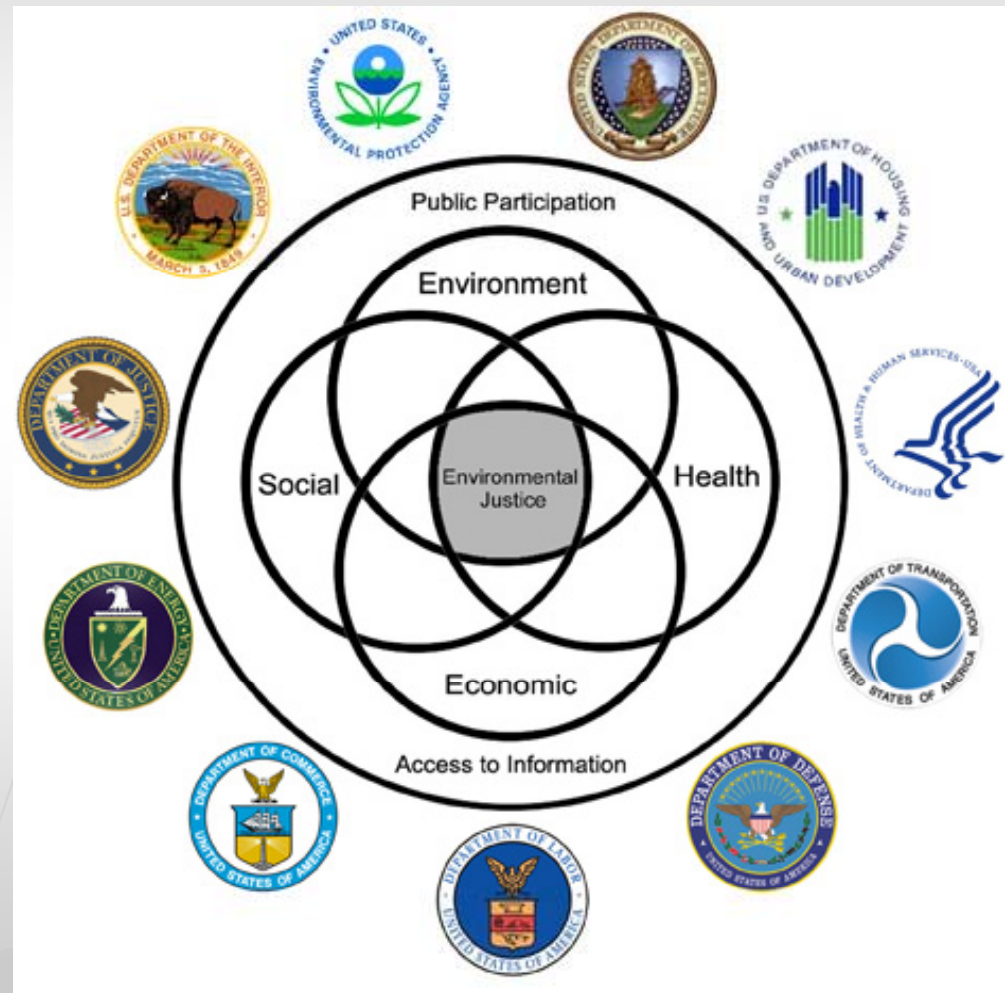 UNITED STATES
ENVIRONMENTAL PROTECTION AGENCY
UNITED STATES DEPARTMENT OF AGRICULTURE
U.S. DEPARTMENT OF THE INTERIOR
MARCH 3, 1849
US DEPARTMENT OF HOUSING
AND URBAN DEVELOPMENT
Public Participation
Environment
DEPARTMENT OF JUSTICE
DEPARTMENT OF HEALTH & HUMAN SERVICES • USA
Social
Environmental
Justice
Health
DEPARTMENT OF ENERGY
UNITED STATES OF AMERICA
DEPARTMENT OF TRANSPORTATION
UNITED STATES OF AMERICA
Economic
Access to Information
DEPARTMENT OF COMMERCE
UNITED STATES OF AMERICA
DEPARTMENT OF DEFENSE
UNITED STATES OF AMERICA
DEPARTMENT OF LABOR
UNITED STATES OF AMERICA